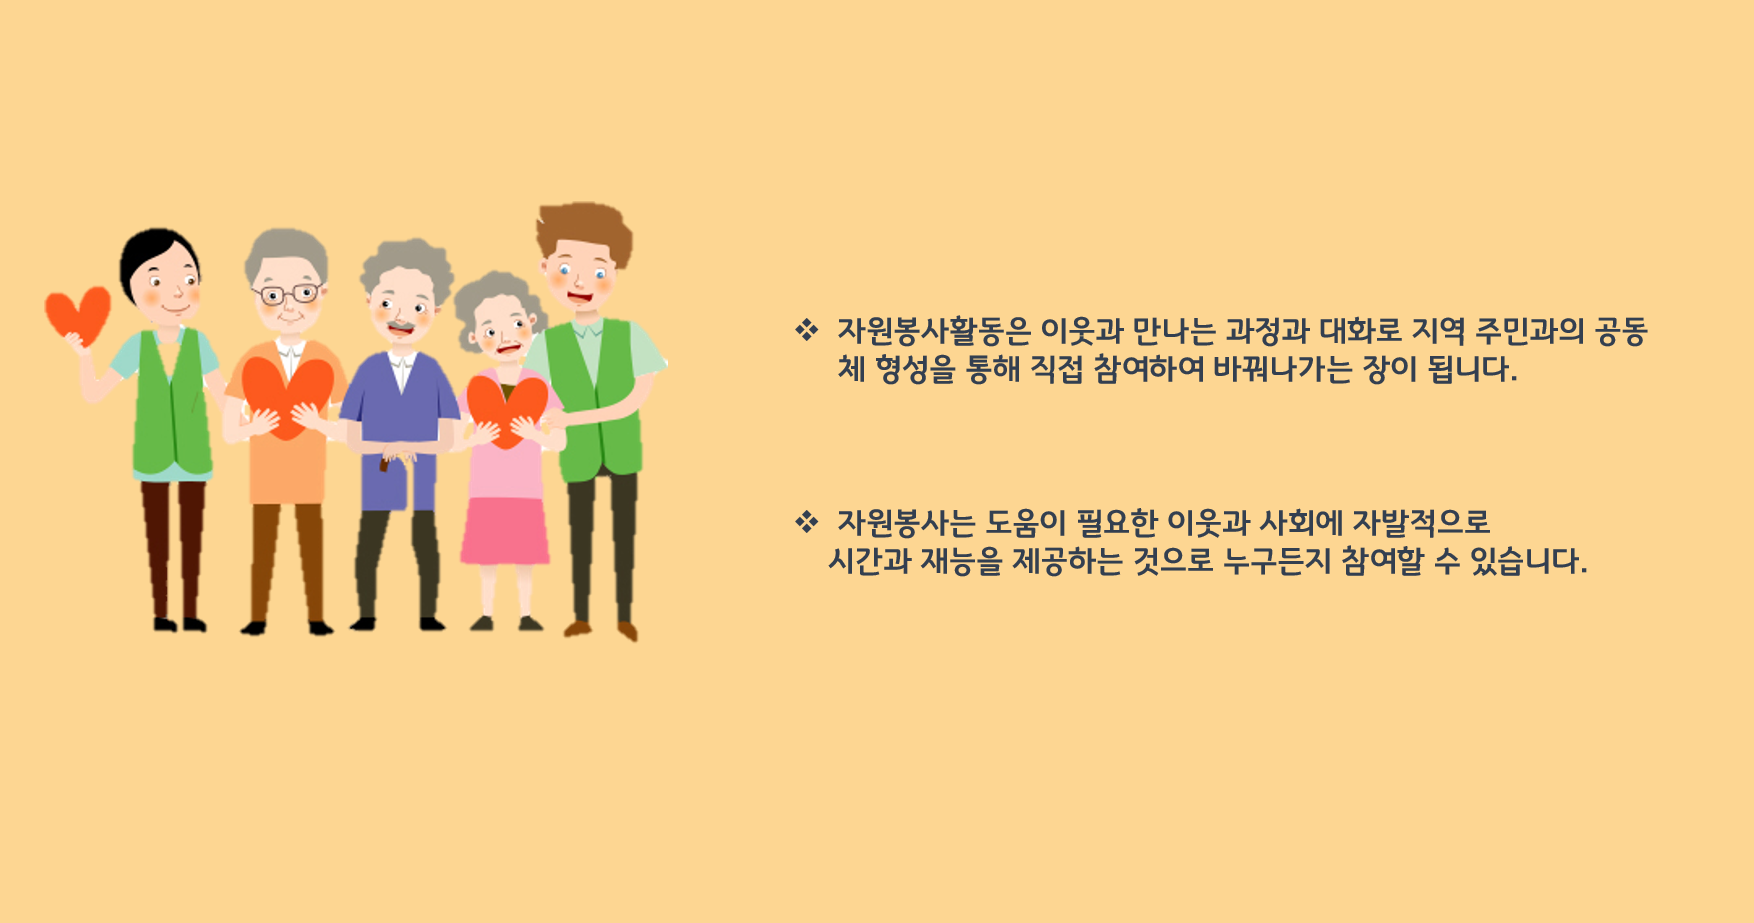 ❖ 자원봉사활동은 이웃과 만나는 과정과 대화로 지역 주민과의 공동
체 형성을 통해 직접 참여하여 바꿔나가는 장이 됩니다.
❖ 자원봉사는 도움이 필요한 이웃과 사회에 자발적으로
시간과 재능을 제공하는 것으로 누구든지 참여할 수 있습니다.